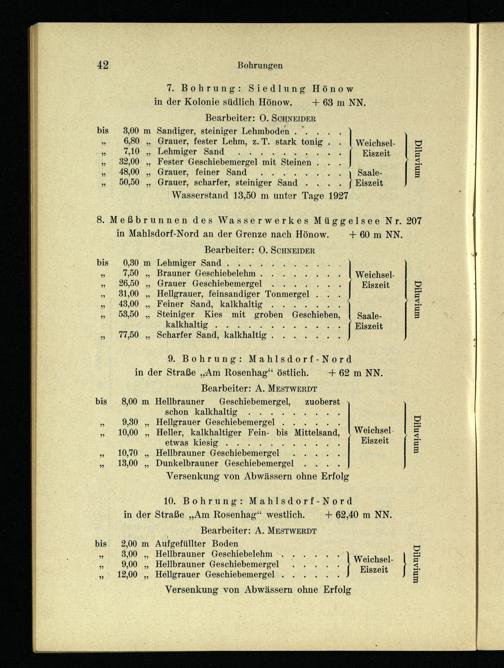 42 Bohrungen
7. Bohrung: Siedlung Hönow
in der Kolonie südlich Hönow. + 63 m NN.
Bearbeiter: O. SCHNEIDER
bis 3,00 m Sandiger, steiniger Lehmboden . . . . .
„ 6,80 „ Grauer, fester Lehm, z. T. stark tonig . . Weichsel-
„ 7,10 „ Lehmiger Sand . . . . . . . . . . Eiszeit
„ 32,00 „ Fester Geschiebemergel mit Steinen . . . Diluvium
„ 48,00 „ Grauer, feiner Sand . . . . . . . . Saale-
„ 50,50 „ Grauer, scharfer, steiniger Sand . . . . Eiszeit
Wasserstand 13,50 m unter Tage 1927
8. Meßbrunnen des Wasserwerkes Müggelsee Nr. 207
in Mahlsdorf-Nord an der Grenze nach Hönow. + 60 m NN.
Bearbeiter: O. SCHNEIDER
bis 0,30 m Lehmiger Sand . . . . . . . . . . .
„ 7,50 „ Brauner Geschiebelehm . . . . . . . . Weichsel-
„ 26,50 „ Grauer Geschiebemergel . . . . . . . Eiszeit
„ 31,00 „ Hellgrauer, feinsandiger Tonmergel . . . Diluvium
„ 43,00 „ Feiner Sand, kalkhaltig . . . . . . .
„ 53,50 „ Steiniger Kies mit groben Geschieben, Saale-
kalkhaltig . . . . . . . . . . . . Eiszeit
„ 77,50 „ Scharfer Sand, kalkhaltig . . . . . . .
9. Bohrung: Mahlsdorf-Nord
in der Straße „Am Rosenhag“ östlich. + 62 m NN.
Bearbeiter: A. MESTWERDT
bis 8,00 m Hellbrauner Geschiebemergel, zuoberst
schon kalkhaltig . . . . . . . . .
„ 9,30 „ Hellgrauer Geschiebemergel . . . . . .
„ 10,00 „ Heller, kalkhaltiger Fein- bis Mittelsand, Weichsel- Diluvium
etwas kiesig . . . . . . . . . . . Eiszeit
„ 10,70 „ Hellbrauner Geschiebemergel . . . . .
„ 13,00 „ Dunkelbrauner Geschiebemergel . . . .
Versenkung von Abwässern ohne Erfolg
10. Bohrung: Mahlsdorf-Nord
in der Straße „Am Rosenhag“ westlich. + 62,40 m NN.
Bearbeiter: A. MESTWERDT
bis 2,00 m Aufgefüllter Boden
„ 3,00 „ Hellbrauner Geschiebelehm . . . . . . Weichsel- Diluvium
„ 9,00 „ Hellbrauner Geschiebemergel . . . . . Eiszeit
„ 12,00 „ Hellgrauer Geschiebemergel . . . . . .
Versenkung von Abwässern ohne Erfolg